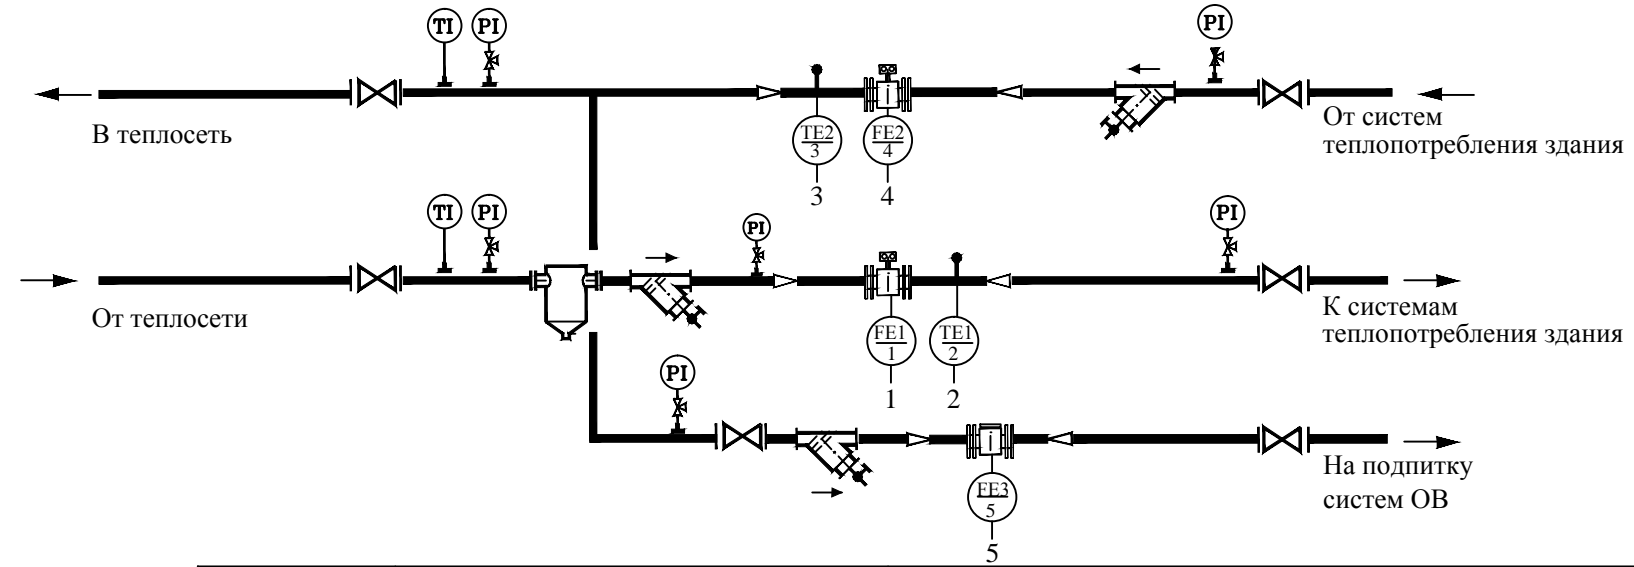 TI PI PI
В теплосеть
TE2
3
FE2
4
3 4
От систем
теплопотребления здания
TI PI PI PI
От теплосети
FE1
1
TE1
2
1 2
К системам
теплопотребления здания
PI
FE3
5
5
На подпитку
систем ОВ